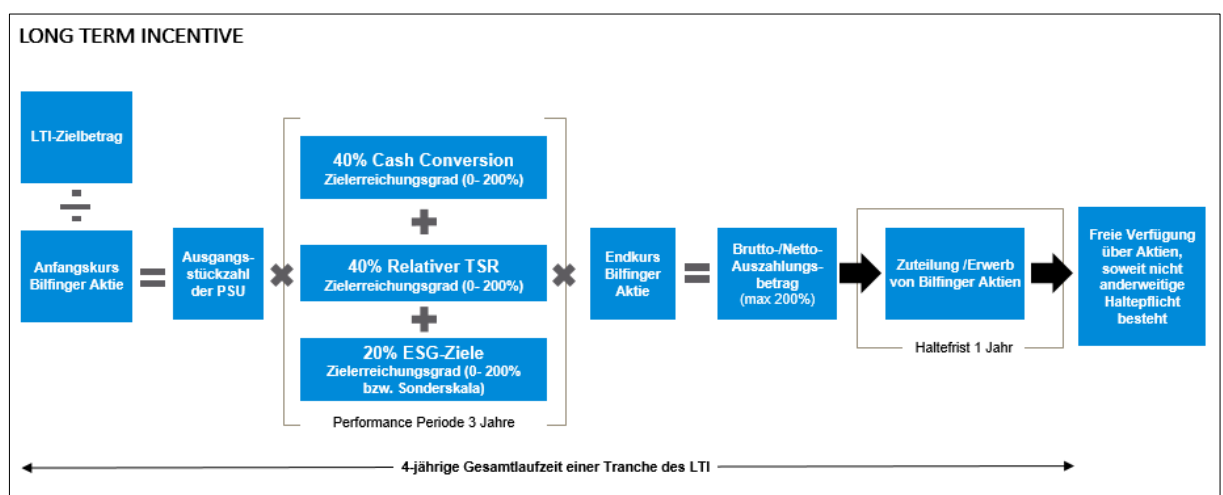 LONG TERM INCENTIVE
LTI-Zielbetrag
Anfangskurs
Bilfinger Aktie
Ausgangs-
stückzahl
der PSU
40% Cash Conversion
Zielerreichungsgrad (0- 200%)
40% Relativer TSR
Zielerreichungsgrad (0- 200%)
20% ESG-Ziele
Zielerreichungsgrad (0- 200%
bzw. Sonderskala)
Performance Periode 3 Jahre
Endkurs
Bilfinger
Aktie
Brutto-/Netto-
Auszahlungs-
betrag
(max 200%)
Zuteilung /Erwerb
von Bilfinger Aktien
Haltefrist 1 Jahr
Freie Verfügung
über Aktien,
soweit nicht
anderweitige
Haltepflicht
besteht
4-jährige Gesamtlaufzeit einer Tranche des LTI